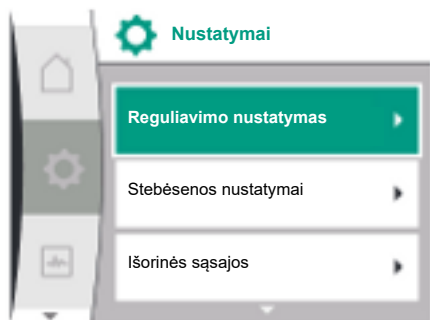 Nustatymai
Reguliavimo nustatymas
Stebėsenos nustatymai
Išorinės sąsajos